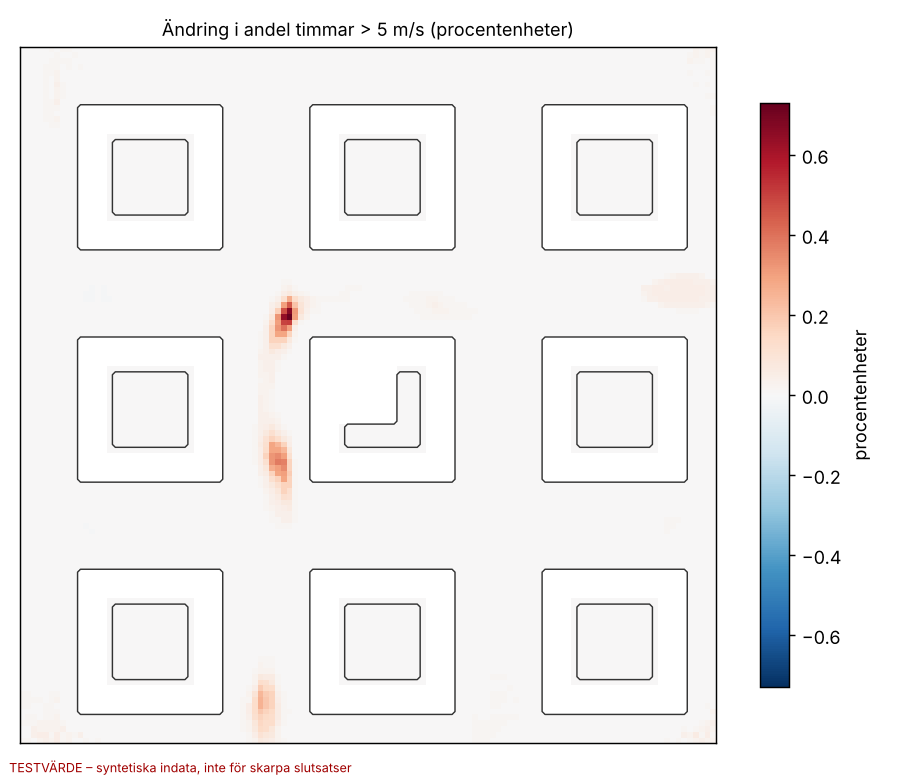 Ändring i andel timmar > 5 m/s (procentenheter)
0.6
0.4
0.2
0.0
−0.2
−0.4
−0.6
procentenheter
TESTVÄRDE – syntetiska indata, inte för skarpa slutsatser